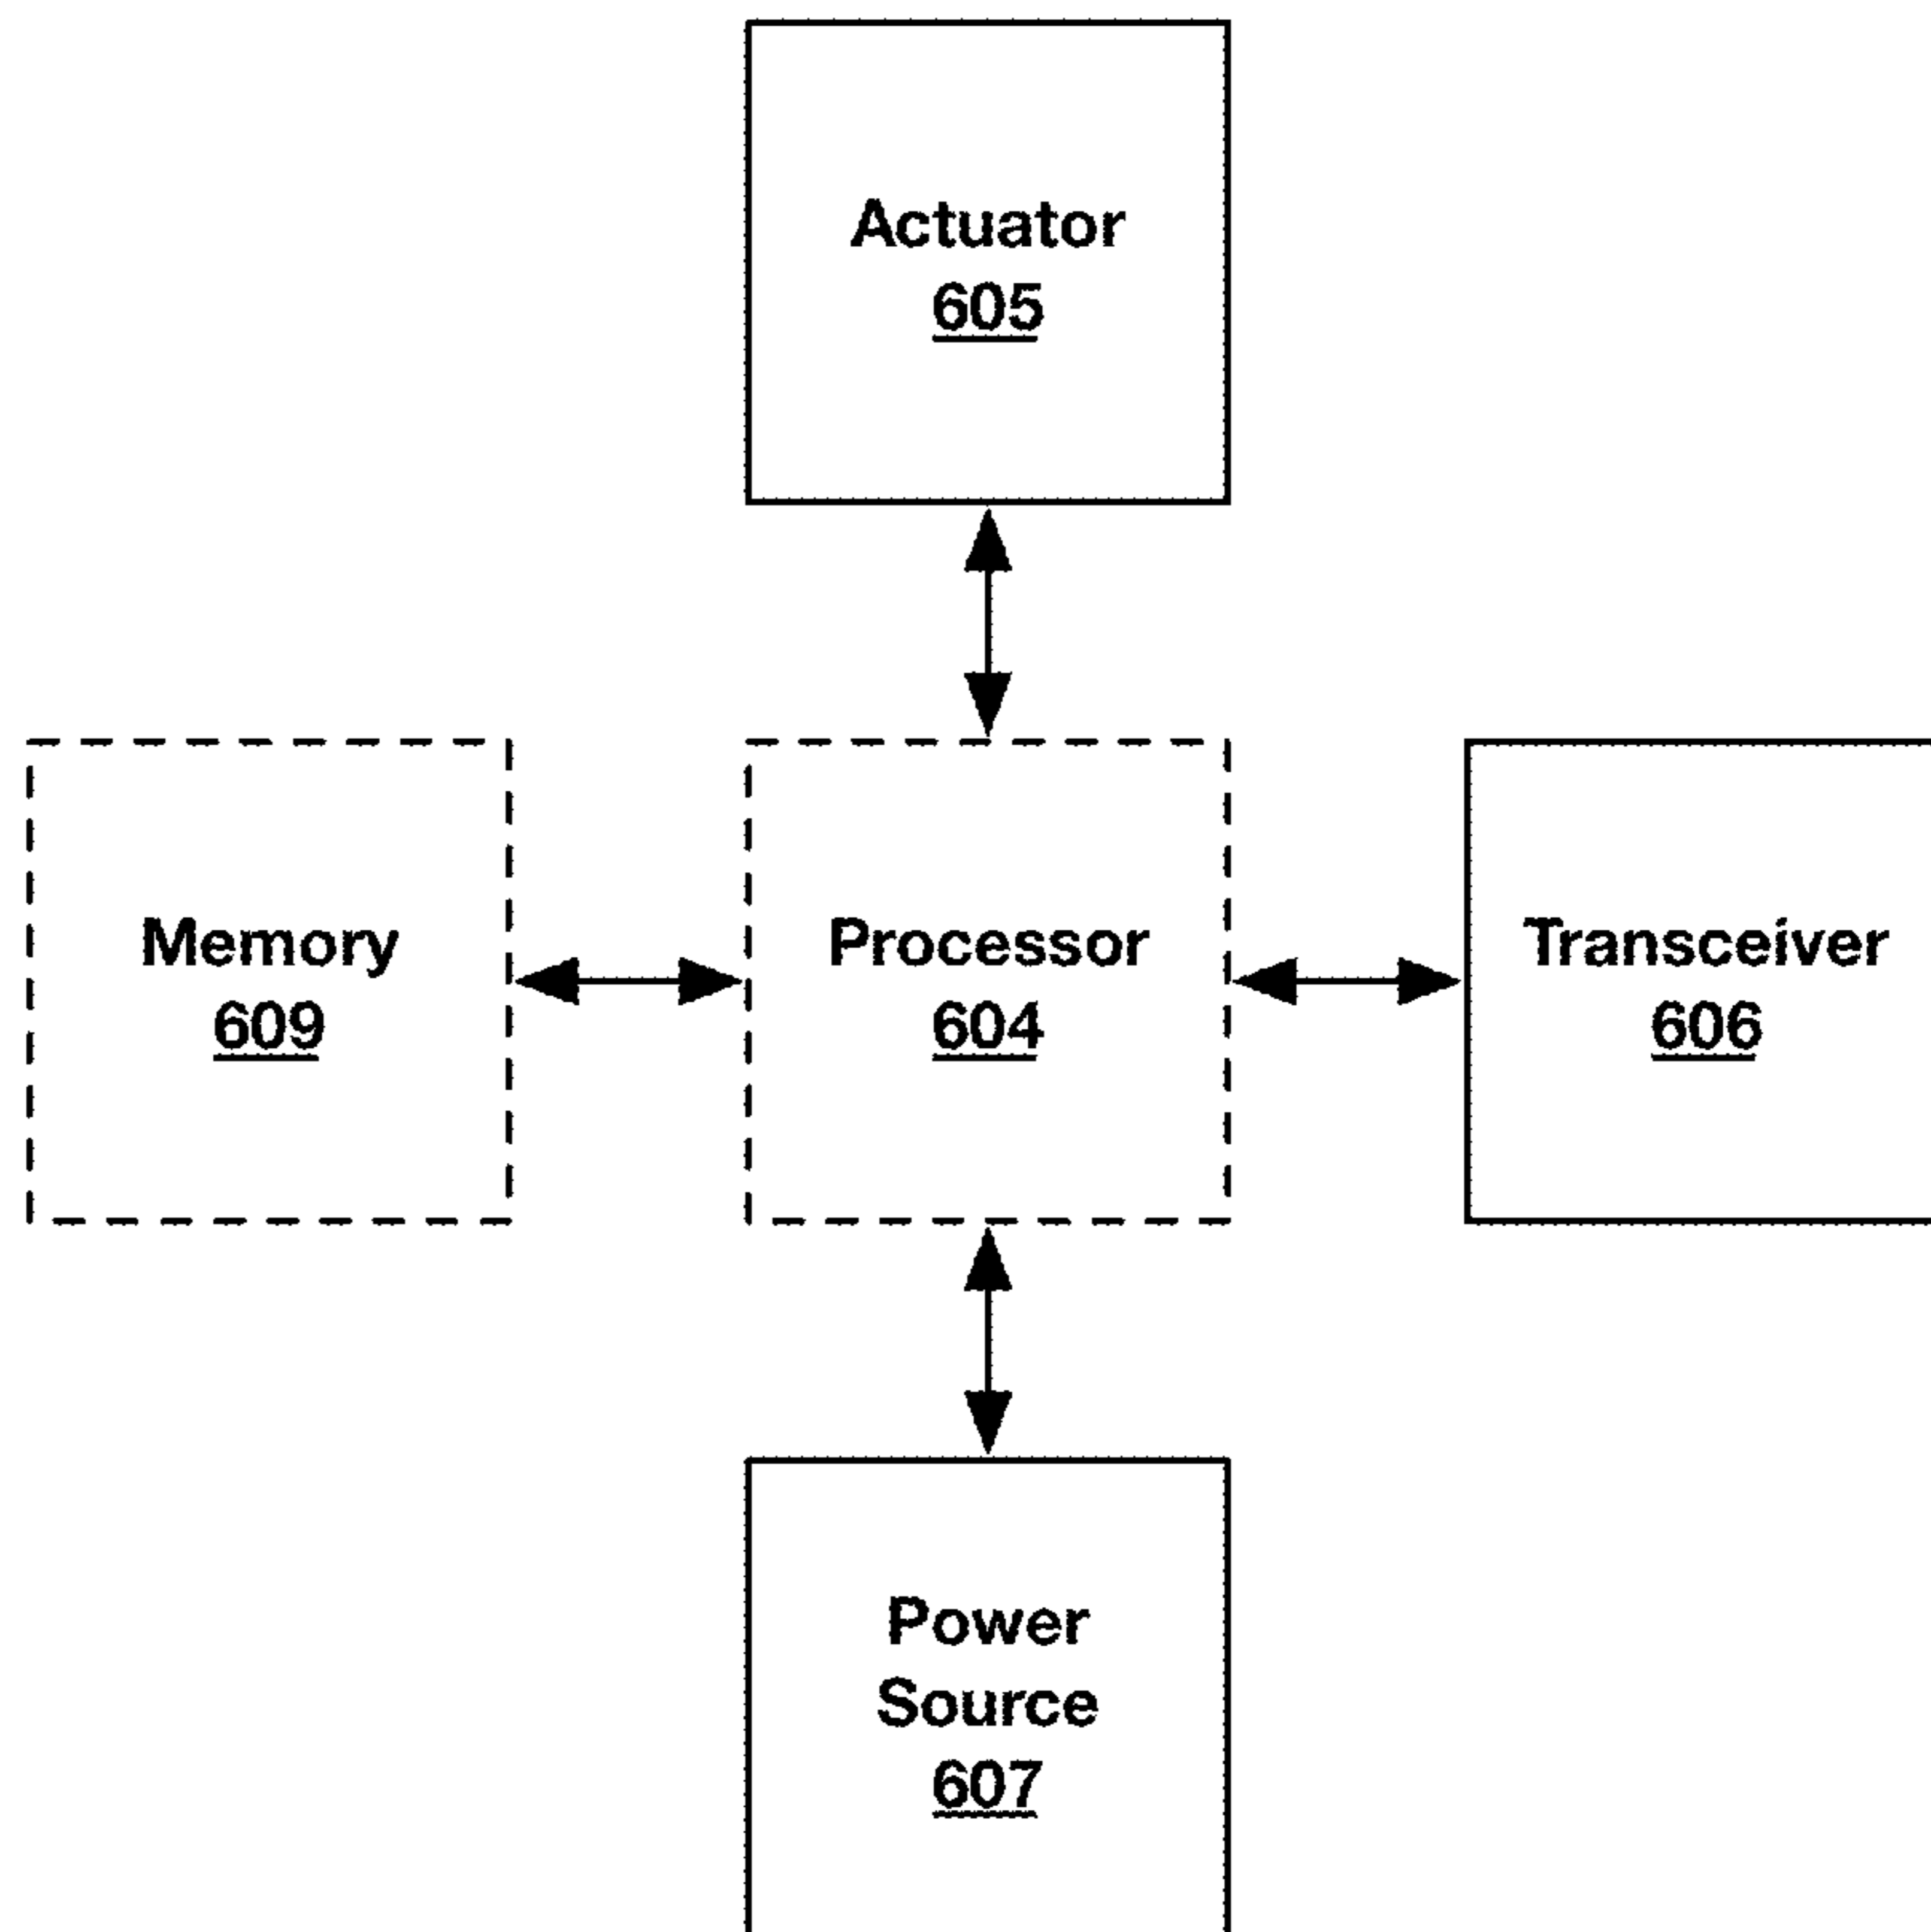 Actuator
605
Memory
609
Processor
604
Transceiver
606
Power
Source
607